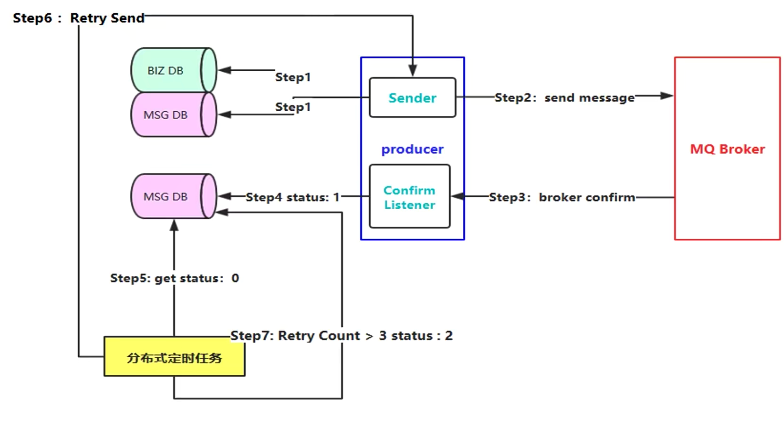 Step6： Retry Send
BIZ DB
Step1
MSG DB
Step1
Sender
Step2：send message
producer
MQ Broker
MSG DB
Step4 status: 1
Confirm
Listener
Step3：broker confirm
Step5: get status：0
Step7: Retry Count > 3 status : 2
分布式定时任务